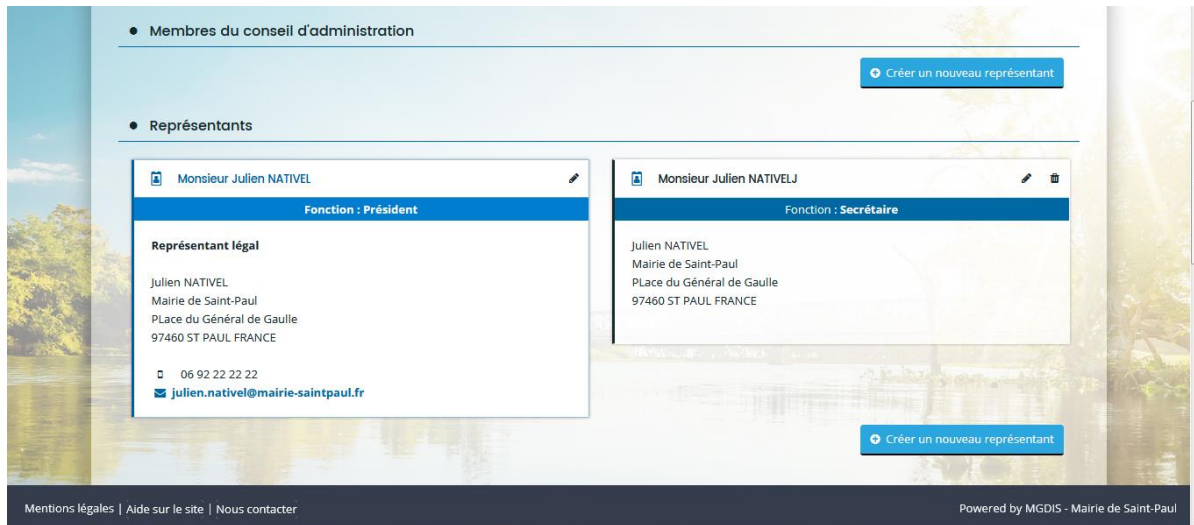 Membres du conseil d'administration
Créer un nouveau représentant
Représentants
Monsieur Julien NATIVEL
Fonction : Président
Représentant légal
Julien NATIVEL
Mairie de Saint-Paul
PLace du Général de Gaulle
97460 ST PAUL FRANCE
06 92 22 22 22
julien.nativel@mairie-saintpaul.fr
Monsieur Julien NATIVELJ
Fonction : Secrétaire
Julien NATIVEL
Mairie de Saint-Paul
PLace du Général de Gaulle
97460 ST PAUL FRANCE
Créer un nouveau représentant
Mentions légales | Aide sur le site | Nous contacter
Powered by MGDIS - Mairie de Saint-Paul